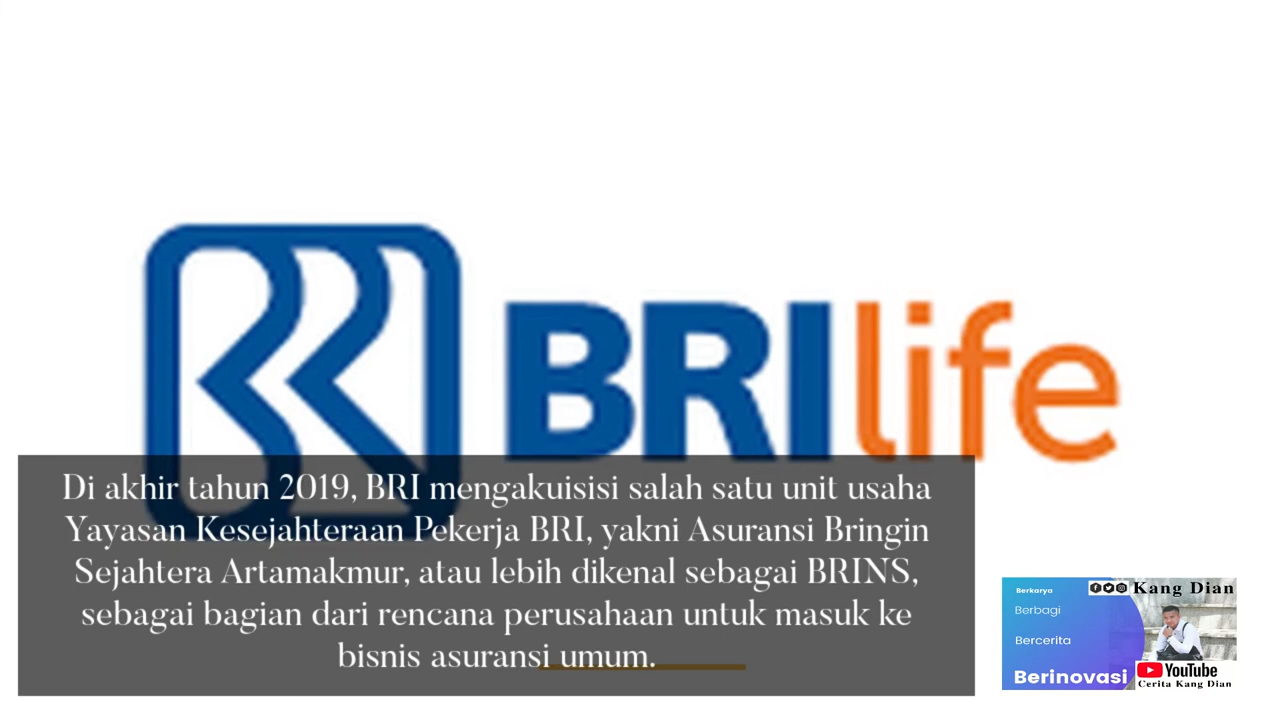 BRI life
Di akhir tahun 2019, BRI mengakuisisi salah satu unit usaha
Yayasan Kesejahteraan Pekerja BRI, yakni Asuransi Bringin
Sejahtera Artamakmur, atau lebih dikenal sebagai BRINS,
sebagai bagian dari rencana perusahaan untuk masuk ke
bisnis asuransi umum.
Kang Dian
Berkarya
Berbagi
Bercerita
Berinovasi
YouTube
Cerita Kang Dian